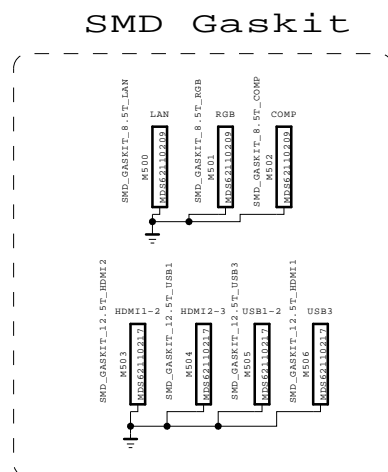 SMD Gaskit
SMD_GASKIT_8.5T_LAN
LAN
M500
MDS62110209
SMD_GASKIT_8.5T_RGB
RGB
M501
MDS62110209
SMD_GASKIT_8.5T_COMP
COMP
M502
MDS62110209
SMD_GASKIT_12.5T_HDMI2
HDMI1-2
M503
MDS62110217
SMD_GASKIT_12.5T_USB1
HDMI2-3
M504
MDS62110217
SMD_GASKIT_12.5T_USB3
USB1-2
M505
MDS62110217
SMD_GASKIT_12.5T_HDMI1
USB3
M506
MDS62110217